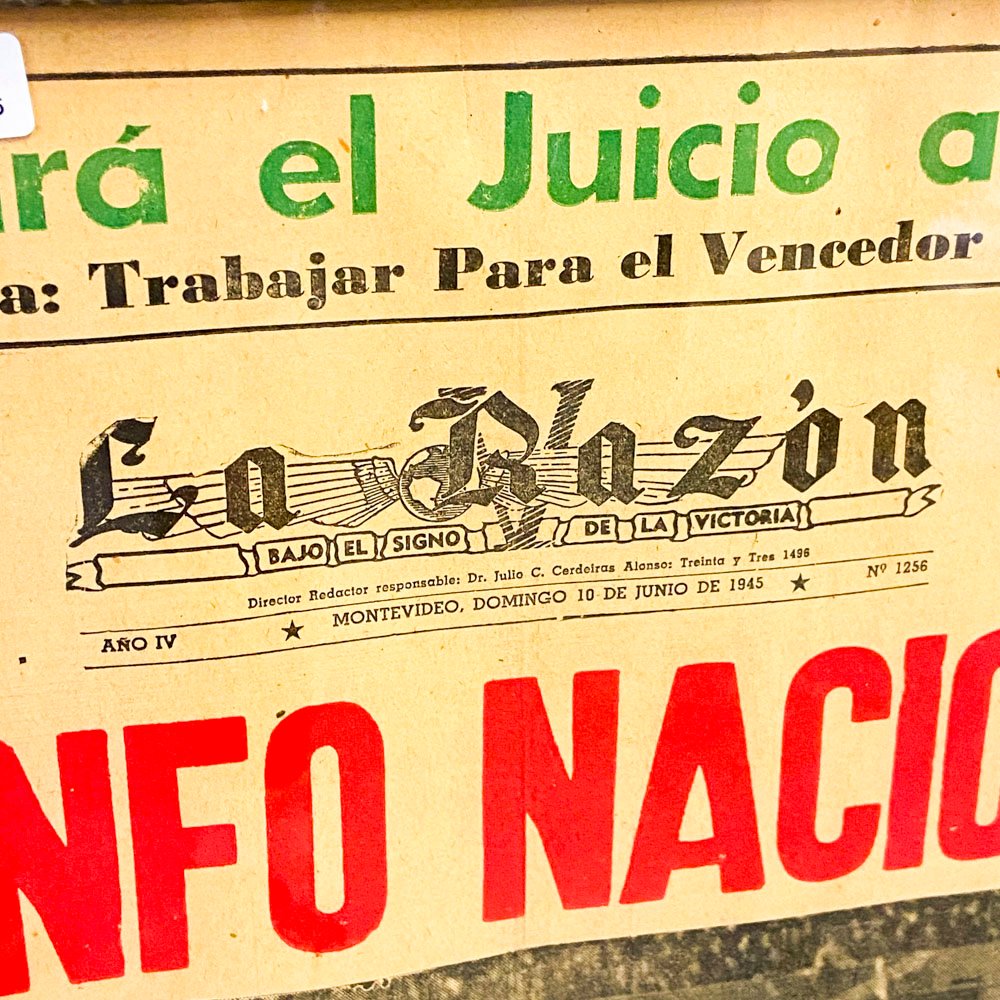 ará el Juicio a
a: Trabajar Para el Vencedor
La Razón
BAJO EL SIGNO DE LA VICTORIA
Director Redactor responsable: Dr. Julio C. Cerdeiras Alonso: Treinta y Tres 1496
AÑO IV ★ MONTEVIDEO, DOMINGO 10 DE JUNIO DE 1945 ★ Nº 1256
NFO NACIO